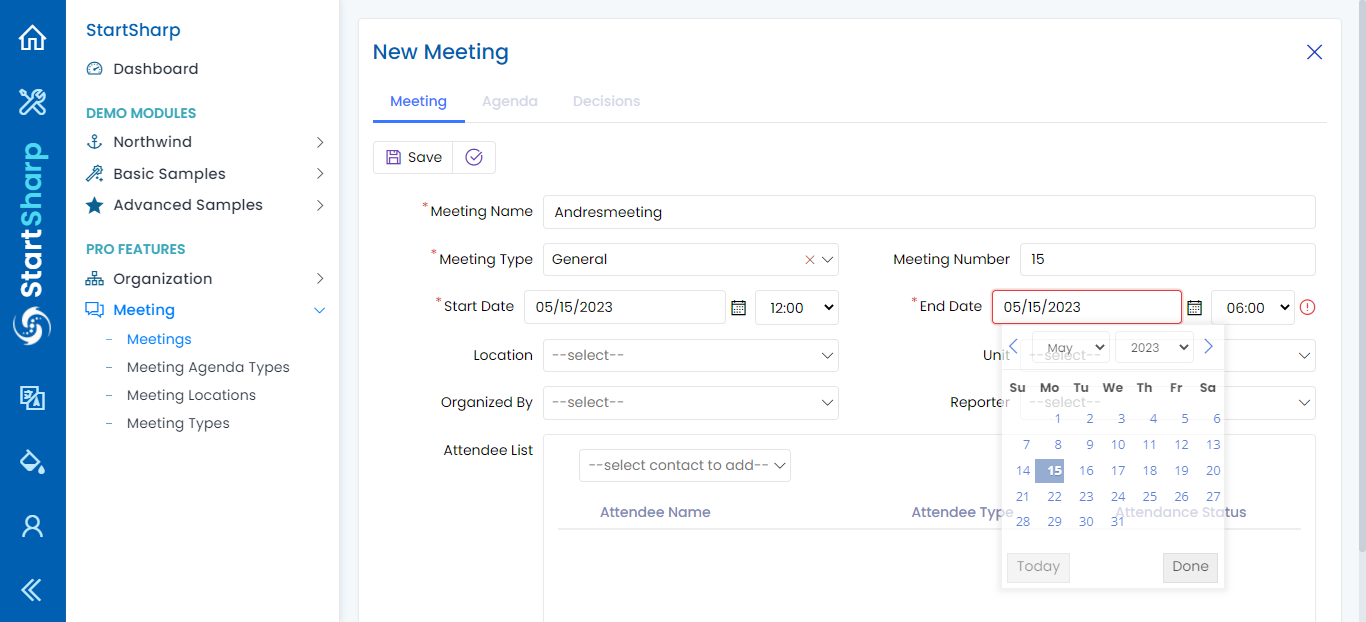 StartSharp
StartSharp
Dashboard
DEMO MODULES
Northwind
Basic Samples
Advanced Samples
PRO FEATURES
Organization
Meeting
Meetings
Meeting Agenda Types
Meeting Locations
Meeting Types
New Meeting
Meeting Agenda Decisions
Save
*Meeting Name Andresmeeting
*Meeting Type General Meeting Number 15
*Start Date 05/15/2023 12:00 *End Date 05/15/2023 06:00
Location --select-- Unit --select--
Organized By --select-- Reporter --select--
Attendee List
--select contact to add--
Attendee Name Attendee Type Attendance Status
May 2023
Su Mo Tu We Th Fr Sa
1 2 3 4 5 6
7 8 9 10 11 12 13
14 15 16 17 18 19 20
21 22 23 24 25 26 27
28 29 30 31
Today Done